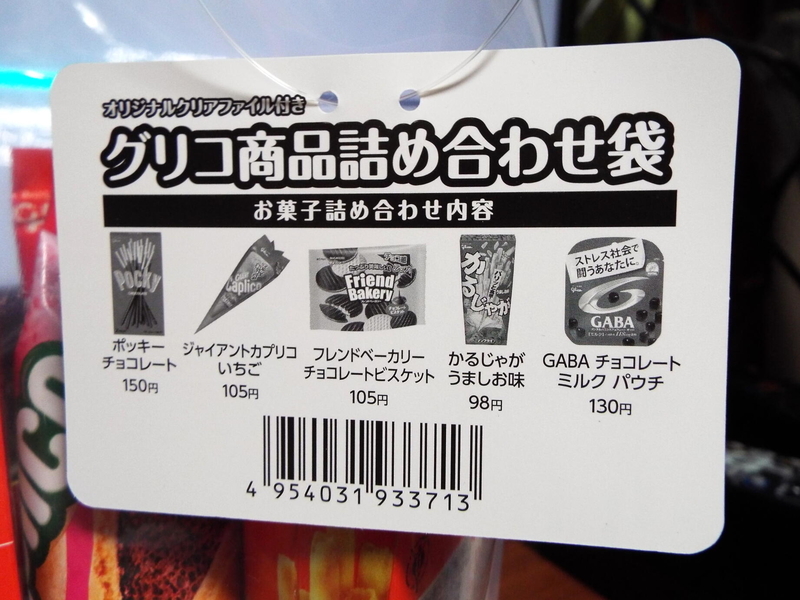 オリジナルクリアファイル付き
グリコ商品詰め合わせ袋
お菓子詰め合わせ内容
POCKY
Giant Caplico
Friend Bakery
かるじゃが
ストレス社会で
闘うあなたに。
GABA
ポッキー
チョコレート
150円
ジャイアントカプリコ
いちご
105円
フレンドベーカリー
チョコレートビスケット
105円
かるじゃが
うましお味
98円
GABA チョコレート
ミルク パウチ
130円
4 954031 933713